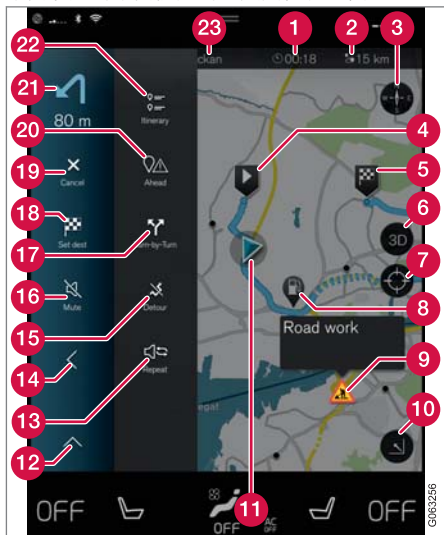 23 1 2 3
22 ckan 00:18 15 km
21
80 m Itinerary
20 4
19 5
Cancel Ahead
18 6
Set dest 17 Turn-by-Turn 3D
7
16
Mute 15 Detour 8
Road work
14 9
13 Repeat
12 10
11
OFF OFF AC OFF OFF
G063256